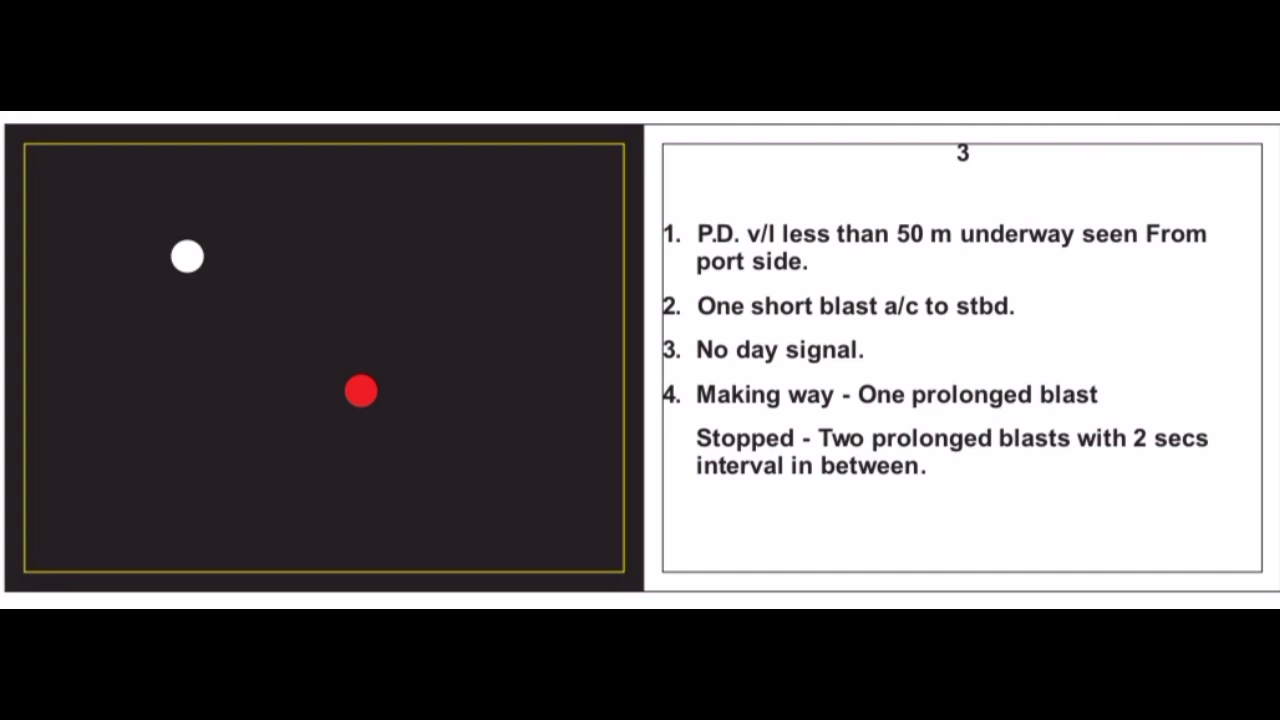 3
1. P.D. v/l less than 50 m underway seen From
port side.
2. One short blast a/c to stbd.
3. No day signal.
4. Making way - One prolonged blast
Stopped - Two prolonged blasts with 2 secs
interval in between.